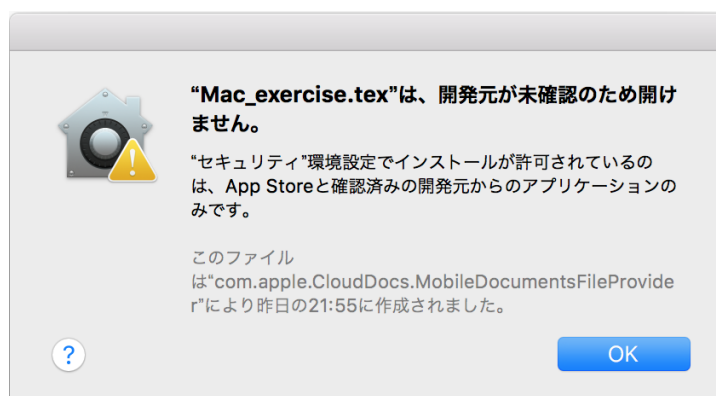 “Mac_exercise.tex”は、開発元が未確認のため開け
ません。
“セキュリティ”環境設定でインストールが許可されているの
は、App Storeと確認済みの開発元からのアプリケーションの
みです。
このファイル
は“com.apple.CloudDocs.MobileDocumentsFileProvide
r”により昨日の21:55に作成されました。
?
OK